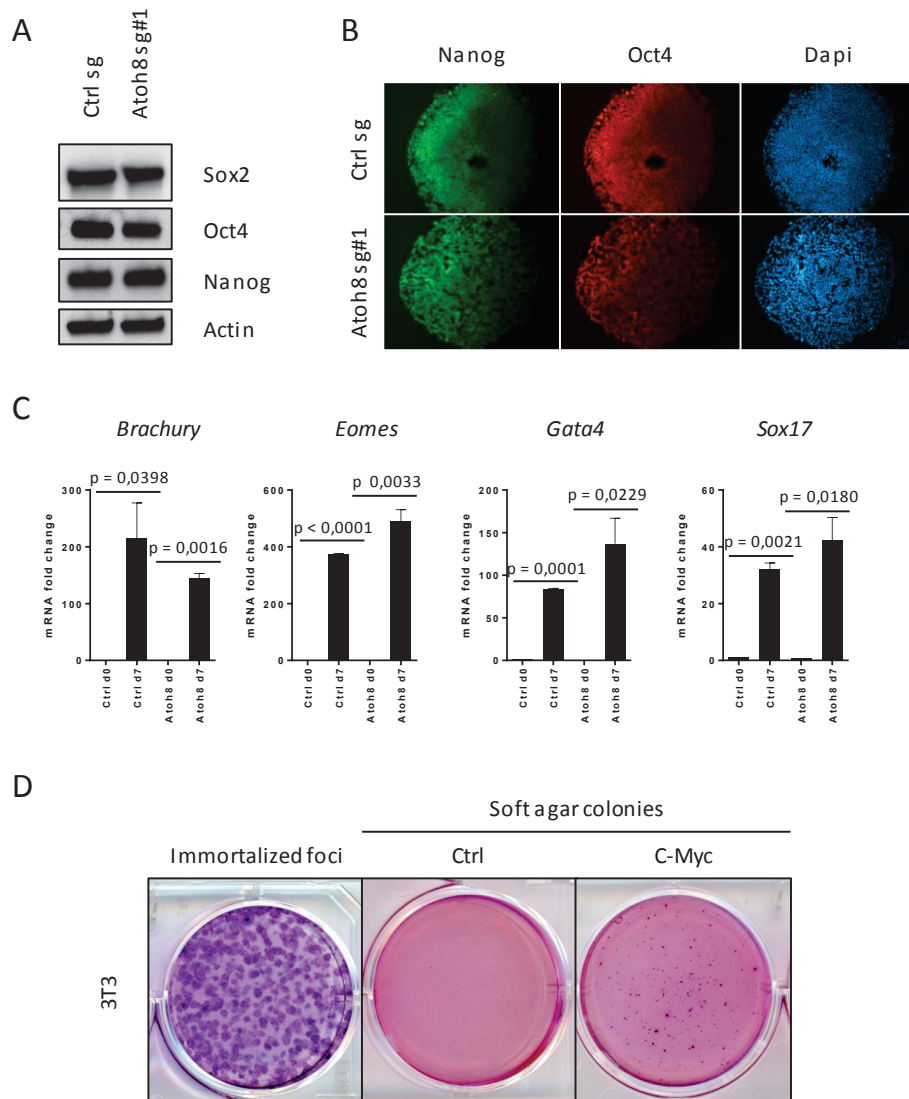 A
Ctrl sg
Atoh8sg#1
Sox2
Oct4
Nanog
Actin
B
Nanog Oct4 Dapi
Ctrl sg
Atoh8sg#1
C
Brachury
mRNA fold change
300
200
100
0
p = 0,0398
p = 0,0016
Ctrl d0
Ctrl d7
Atoh8 d0
Atoh8 d7
Eomes
mRNA fold change
600
400
200
0
p 0,0033
p < 0,0001
Ctrl d0
Ctrl d7
Atoh8 d0
Atoh8 d7
Gata4
mRNA fold change
200
150
100
50
0
p = 0,0229
p = 0,0001
Ctrl d0
Ctrl d7
Atoh8 d0
Atoh8 d7
Sox17
mRNA fold change
60
40
20
0
p = 0,0180
p = 0,0021
Ctrl d0
Ctrl d7
Atoh8 d0
Atoh8 d7
D
Soft agar colonies
Immortalized foci Ctrl C-Myc
3T3